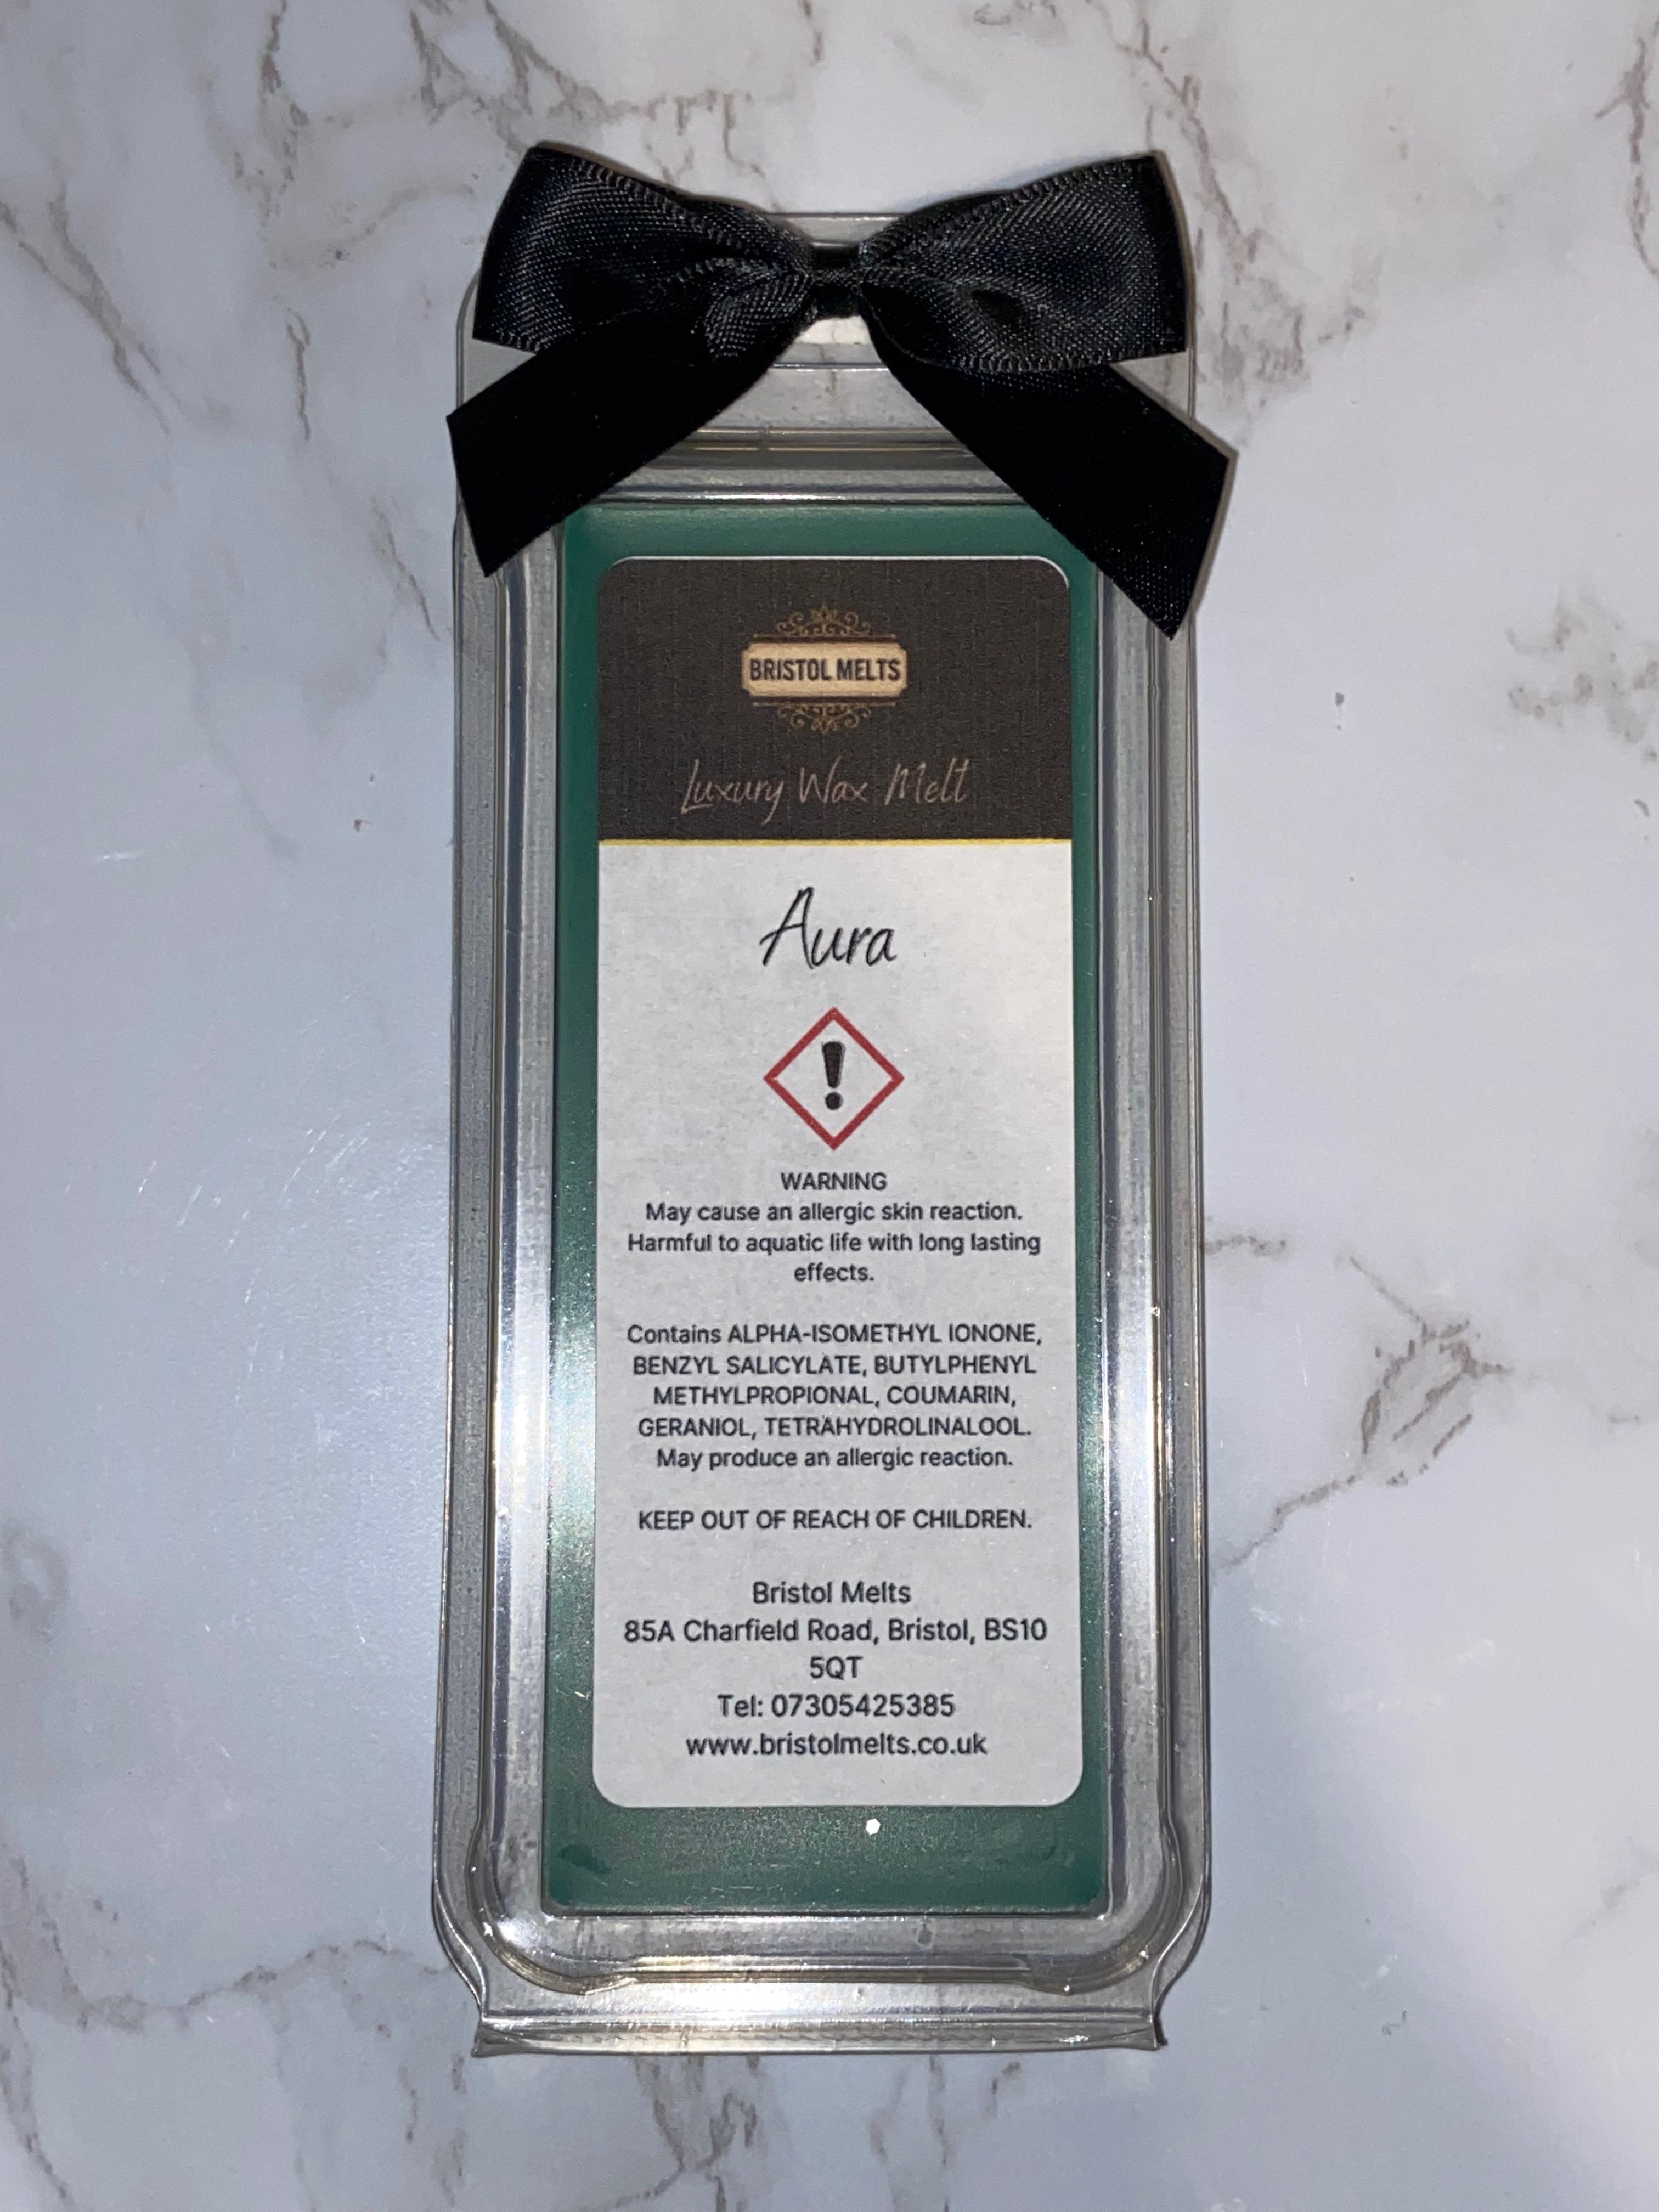 BRISTOL MELTS
Luxury Wax Melt
Aura
WARNING
May cause an allergic skin reaction.
Harmful to aquatic life with long lasting
effects.
Contains ALPHA-ISOMETHYL IONONE,
BENZYL SALICYLATE, BUTYLPHENYL
METHYLPROPIONAL, COUMARIN,
GERANIOL, TETRAHYDROLINALOOL.
May produce an allergic reaction.
KEEP OUT OF REACH OF CHILDREN.
Bristol Melts
85A Charfield Road, Bristol, BS10
5QT
Tel: 07305425385
www.bristolmelts.co.uk